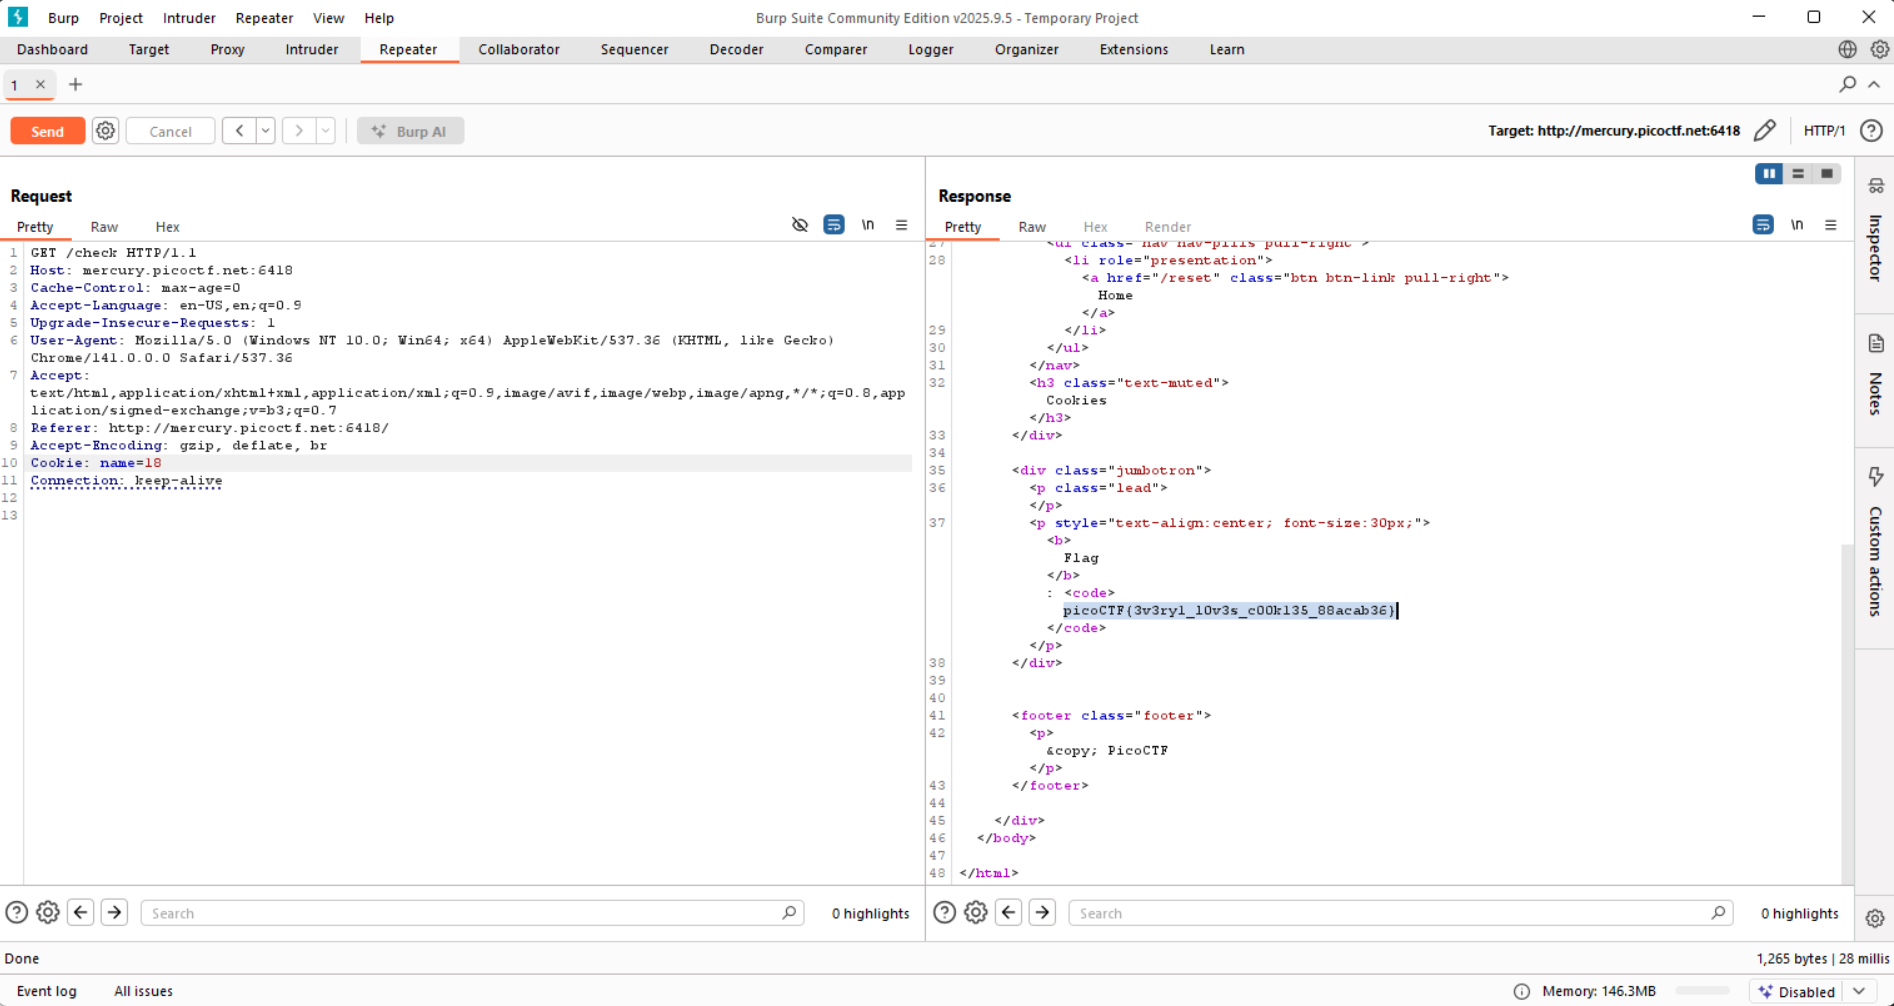 Burp Project Intruder Repeater View Help
Burp Suite Community Edition v2025.9.5 - Temporary Project
Dashboard Target Proxy Intruder Repeater Collaborator Sequencer Decoder Comparer Logger Organizer Extensions Learn
1 × +
Send Cancel < > Burp AI
Target: http://mercury.picoctf.net:6418 HTTP/1
Request
Pretty Raw Hex
\n
1 GET /check HTTP/1.1
2 Host: mercury.picoctf.net:6418
3 Cache-Control: max-age=0
4 Accept-Language: en-US,en;q=0.9
5 Upgrade-Insecure-Requests: 1
6 User-Agent: Mozilla/5.0 (Windows NT 10.0; Win64; x64) AppleWebKit/537.36 (KHTML, like Gecko)
Chrome/141.0.0.0 Safari/537.36
7 Accept:
text/html,application/xhtml+xml,application/xml;q=0.9,image/avif,image/webp,image/apng,*/*;q=0.8,app
lication/signed-exchange;v=b3;q=0.7
8 Referer: http://mercury.picoctf.net:6418/
9 Accept-Encoding: gzip, deflate, br
10 Cookie: name=18
11 Connection: keep-alive
12
13
Search
0 highlights
Response
Pretty Raw Hex Render
\n
27 <ul class="nav nav-pills pull-right">
28 <li role="presentation">
<a href="/reset" class="btn btn-link pull-right">
Home
</a>
29 </li>
30 </ul>
31 </nav>
32 <h3 class="text-muted">
Cookies
</h3>
33 </div>
34
35 <div class="jumbotron">
36 <p class="lead">
</p>
37 <p style="text-align:center; font-size:30px;">
<b>
Flag
</b>
: <code>
picoCTF{3v3ry1_l0v3s_c00k135_88acab36}
</code>
</p>
38 </div>
39
40
41 <footer class="footer">
42 <p>
&copy; PicoCTF
</p>
43 </footer>
44
45 </div>
46 </body>
47
48 </html>
Search
0 highlights
Inspector
Notes
Custom actions
Done
1,265 bytes | 28 millis
Event log All issues
Memory: 146.3MB
Disabled